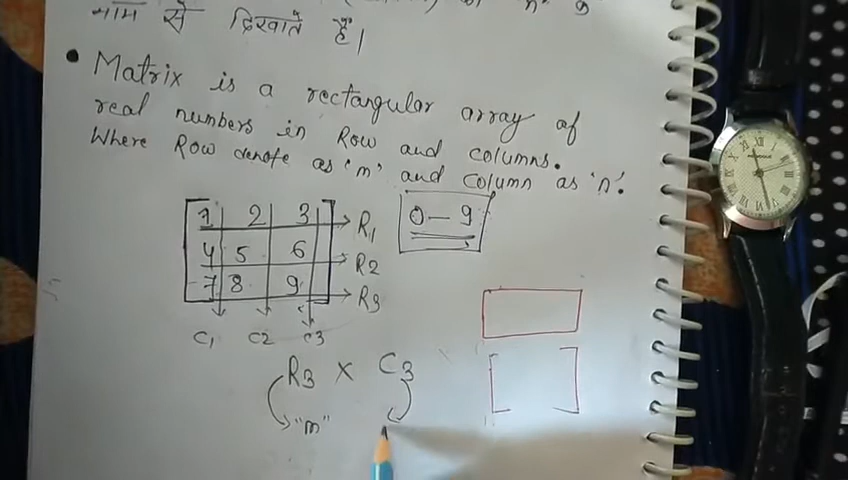 नाम से दिखाते हैं।
• Matrix is a rectangular array of
real numbers in Row and columns.
Where Row denote as 'm' and column as 'n'.
1 2 3 R1
4 5 6 R2
7 8 9 R3
0 — 9
C1 C2 C3
R3 x C3
"m"